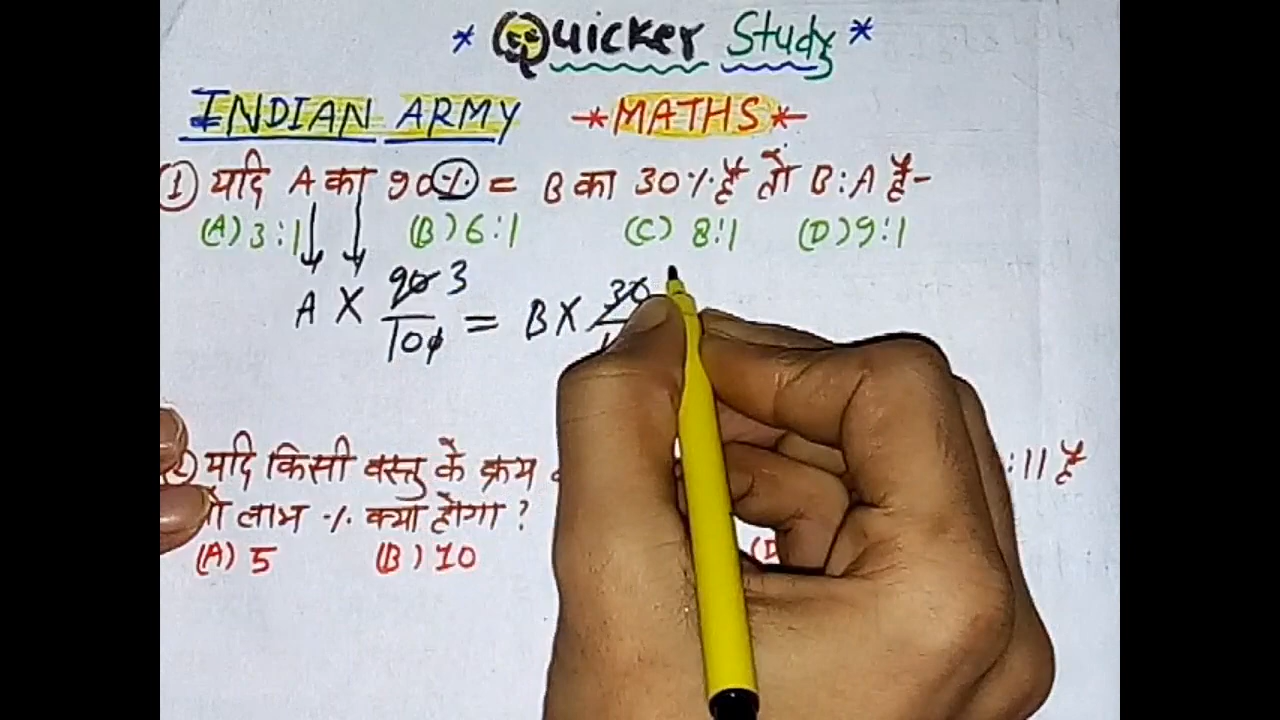 * Quicker Study *
INDIAN ARMY * MATHS *
① यदि A का 90% = B का 30% है तो B:A है-
(A) 3:1 (B) 6:1 (C) 8:1 (D) 9:1
A × 90 3 / 100 = B × 30
यदि किसी वस्तु के क्रय :11 है
लाभ % क्या होगा ?
(A) 5 (B) 10 (D